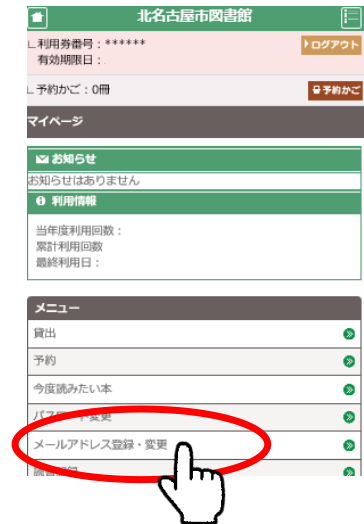 北名古屋市図書館
∟利用券番号：******
ログアウト
有効期限日：
∟予約かご：0冊
予約かご
マイページ
お知らせ
お知らせはありません
利用情報
当年度利用回数：
累計利用回数
最終利用日：
メニュー
貸出
予約
今度読みたい本
パスワード変更
メールアドレス登録・変更